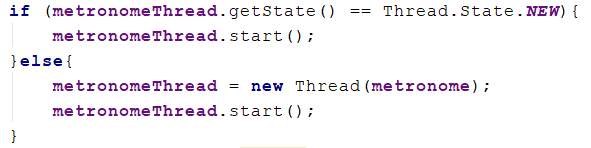 if (metronomeThread.getState() == Thread.State.NEW){
    metronomeThread.start();
}else{
    metronomeThread = new Thread(metronome);
    metronomeThread.start();
}